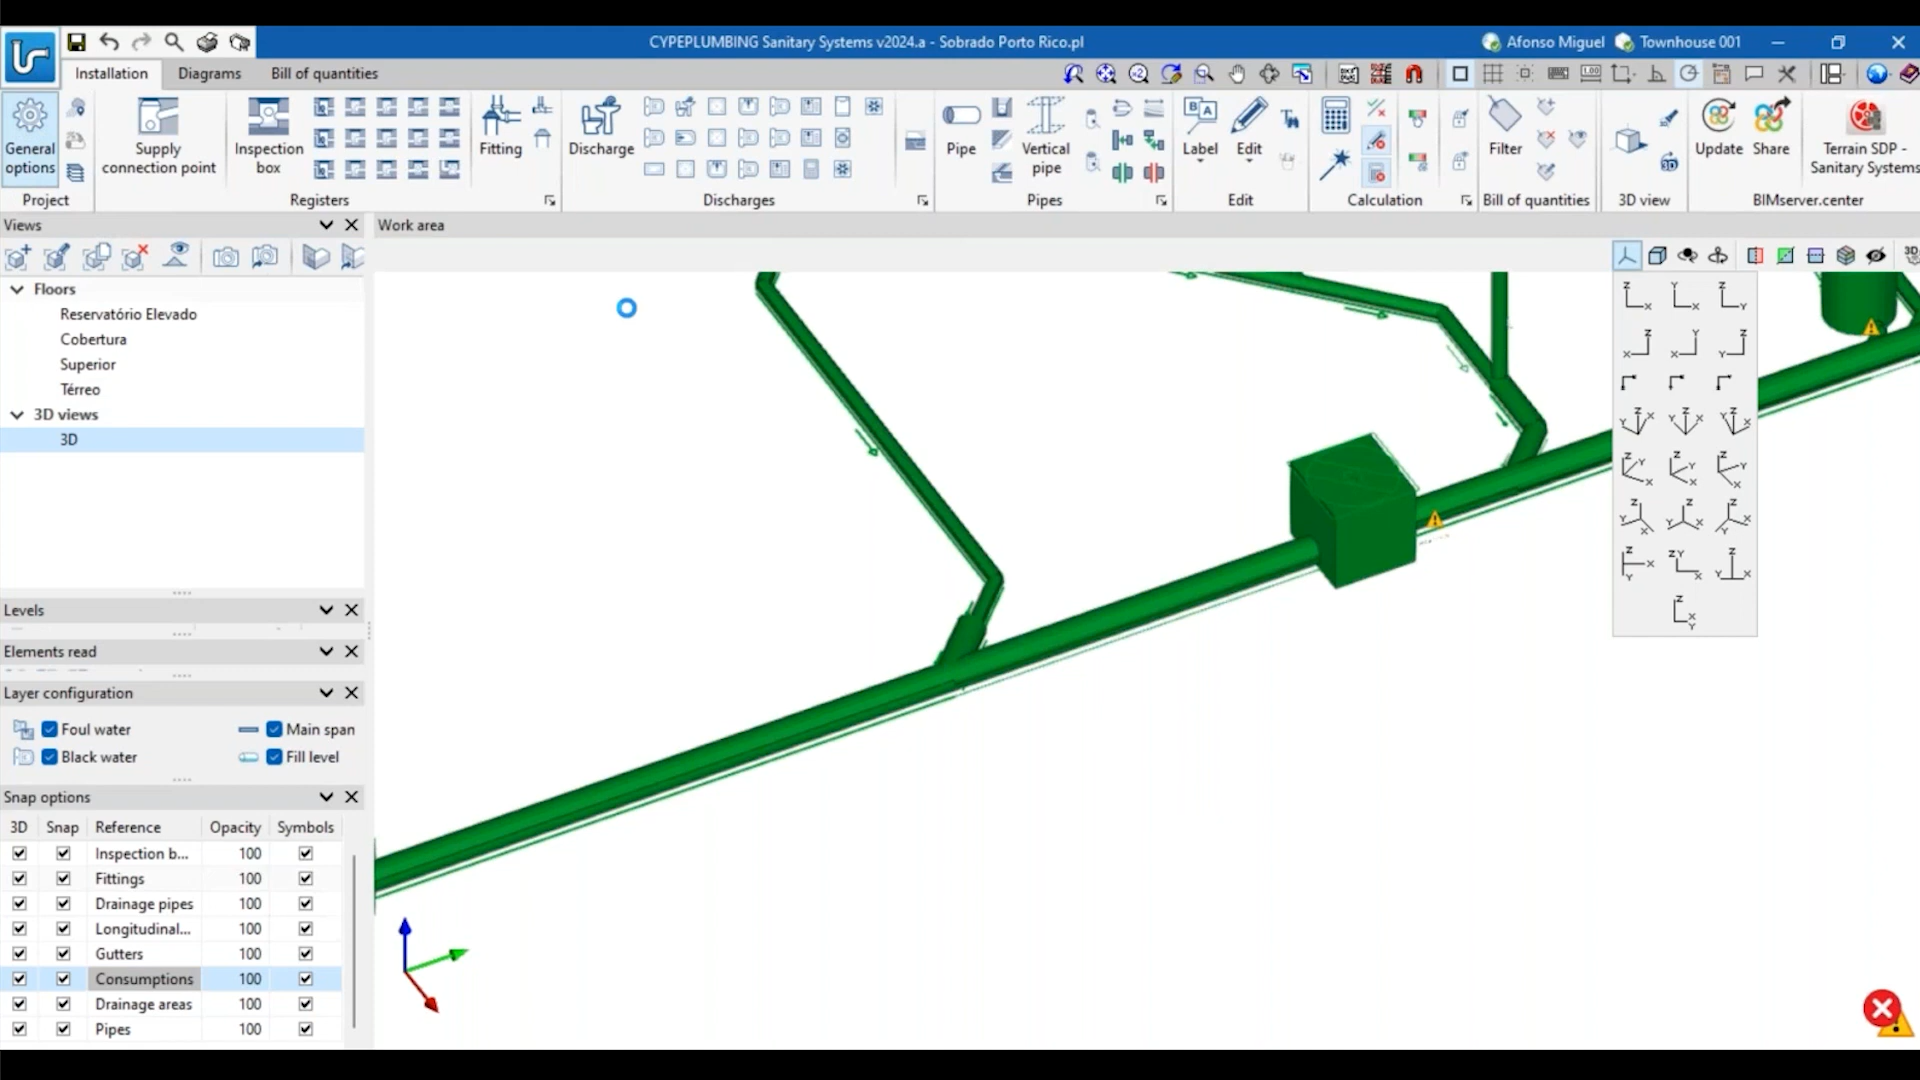 CYPEPLUMBING Sanitary Systems v2024.a - Sobrado Porto Rico.pl
Afonso Miguel
Townhouse 001
Installation
Diagrams
Bill of quantities
General options
Supply connection point
Inspection box
Fitting
Discharge
Pipe
Vertical pipe
Label
Edit
Filter
Update
Share
Terrain SDP - Sanitary Systems
Project
Registers
Discharges
Pipes
Edit
Calculation
Bill of quantities
3D view
BIMserver.center
Views
Work area
Floors
Reservatório Elevado
Cobertura
Superior
Térreo
3D views
3D
Levels
Elements read
Layer configuration
Foul water
Main span
Black water
Fill level
Snap options
3D Snap Reference Opacity Symbols
Inspection b... 100
Fittings 100
Drainage pipes 100
Longitudinal... 100
Gutters 100
Consumptions 100
Drainage areas 100
Pipes 100